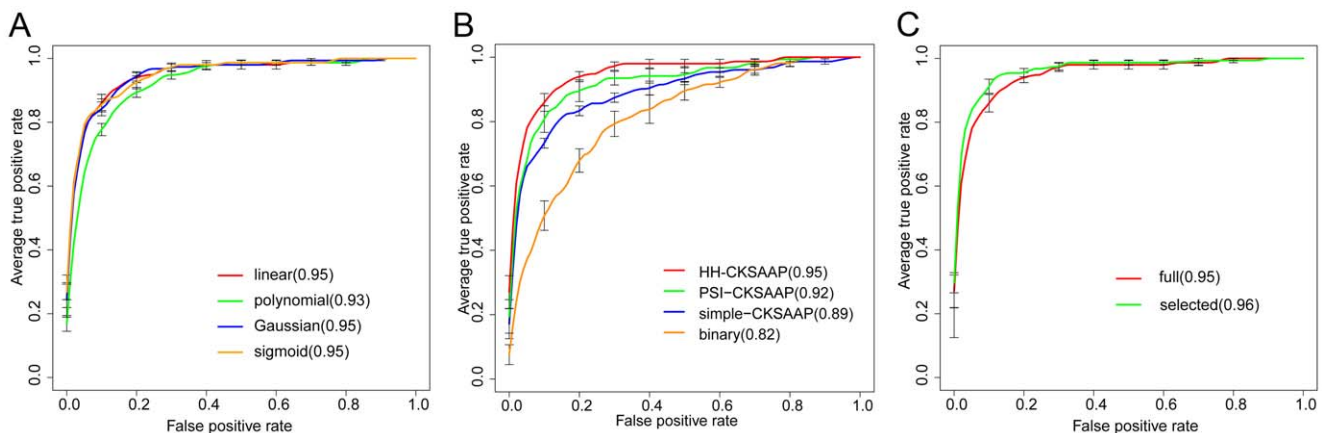 A
Average true positive rate
0.0 0.2 0.4 0.6 0.8 1.0
linear(0.95)
polynomial(0.93)
Gaussian(0.95)
sigmoid(0.95)
0.0 0.2 0.4 0.6 0.8 1.0
False positive rate
B
Average true positive rate
0.0 0.2 0.4 0.6 0.8 1.0
HH-CKSAAP(0.95)
PSI−CKSAAP(0.92)
simple−CKSAAP(0.89)
binary(0.82)
0.0 0.2 0.4 0.6 0.8 1.0
False positive rate
C
Average true positive rate
0.0 0.2 0.4 0.6 0.8 1.0
full(0.95)
selected(0.96)
0.0 0.2 0.4 0.6 0.8 1.0
False positive rate